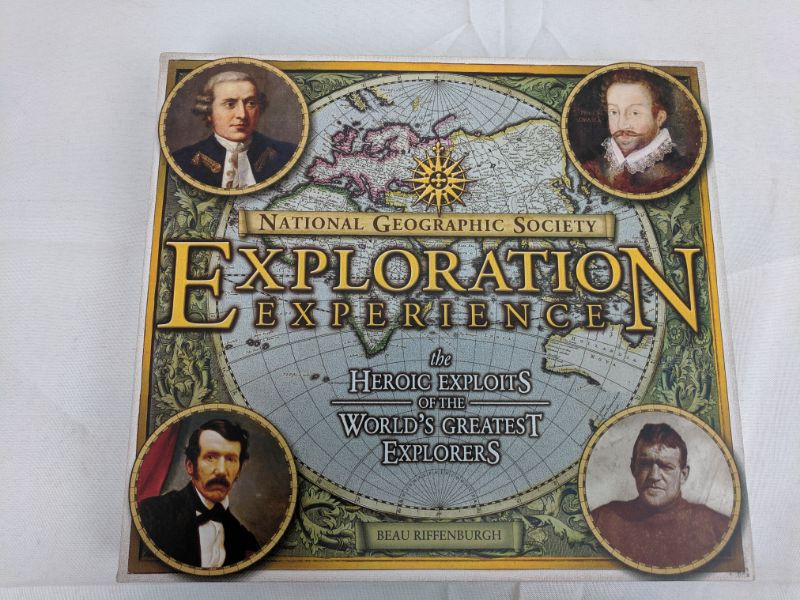 NATIONAL GEOGRAPHIC SOCIETY
EXPLORATION
EXPERIENCE
the
HEROIC EXPLOITS
OF THE
WORLD'S GREATEST
EXPLORERS
BEAU RIFFENBURGH